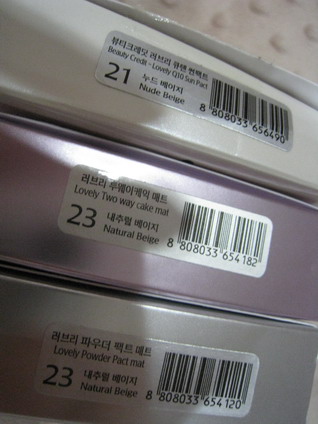 뷰티크레딧 러브리 큐텐 썬팩트
Beauty Credit - Lovely Q10 Sun Pact
21 누드 베이지
Nude Beige
8 808033 656490
러브리 투웨이케익 매트
Lovely Two way cake mat
23 내추럴 베이지
Natural Beige
8 808033 654182
러브리 파우더 팩트 매트
Lovely Powder Pact mat
23 내추럴 베이지
Natural Beige
8 808033 654120